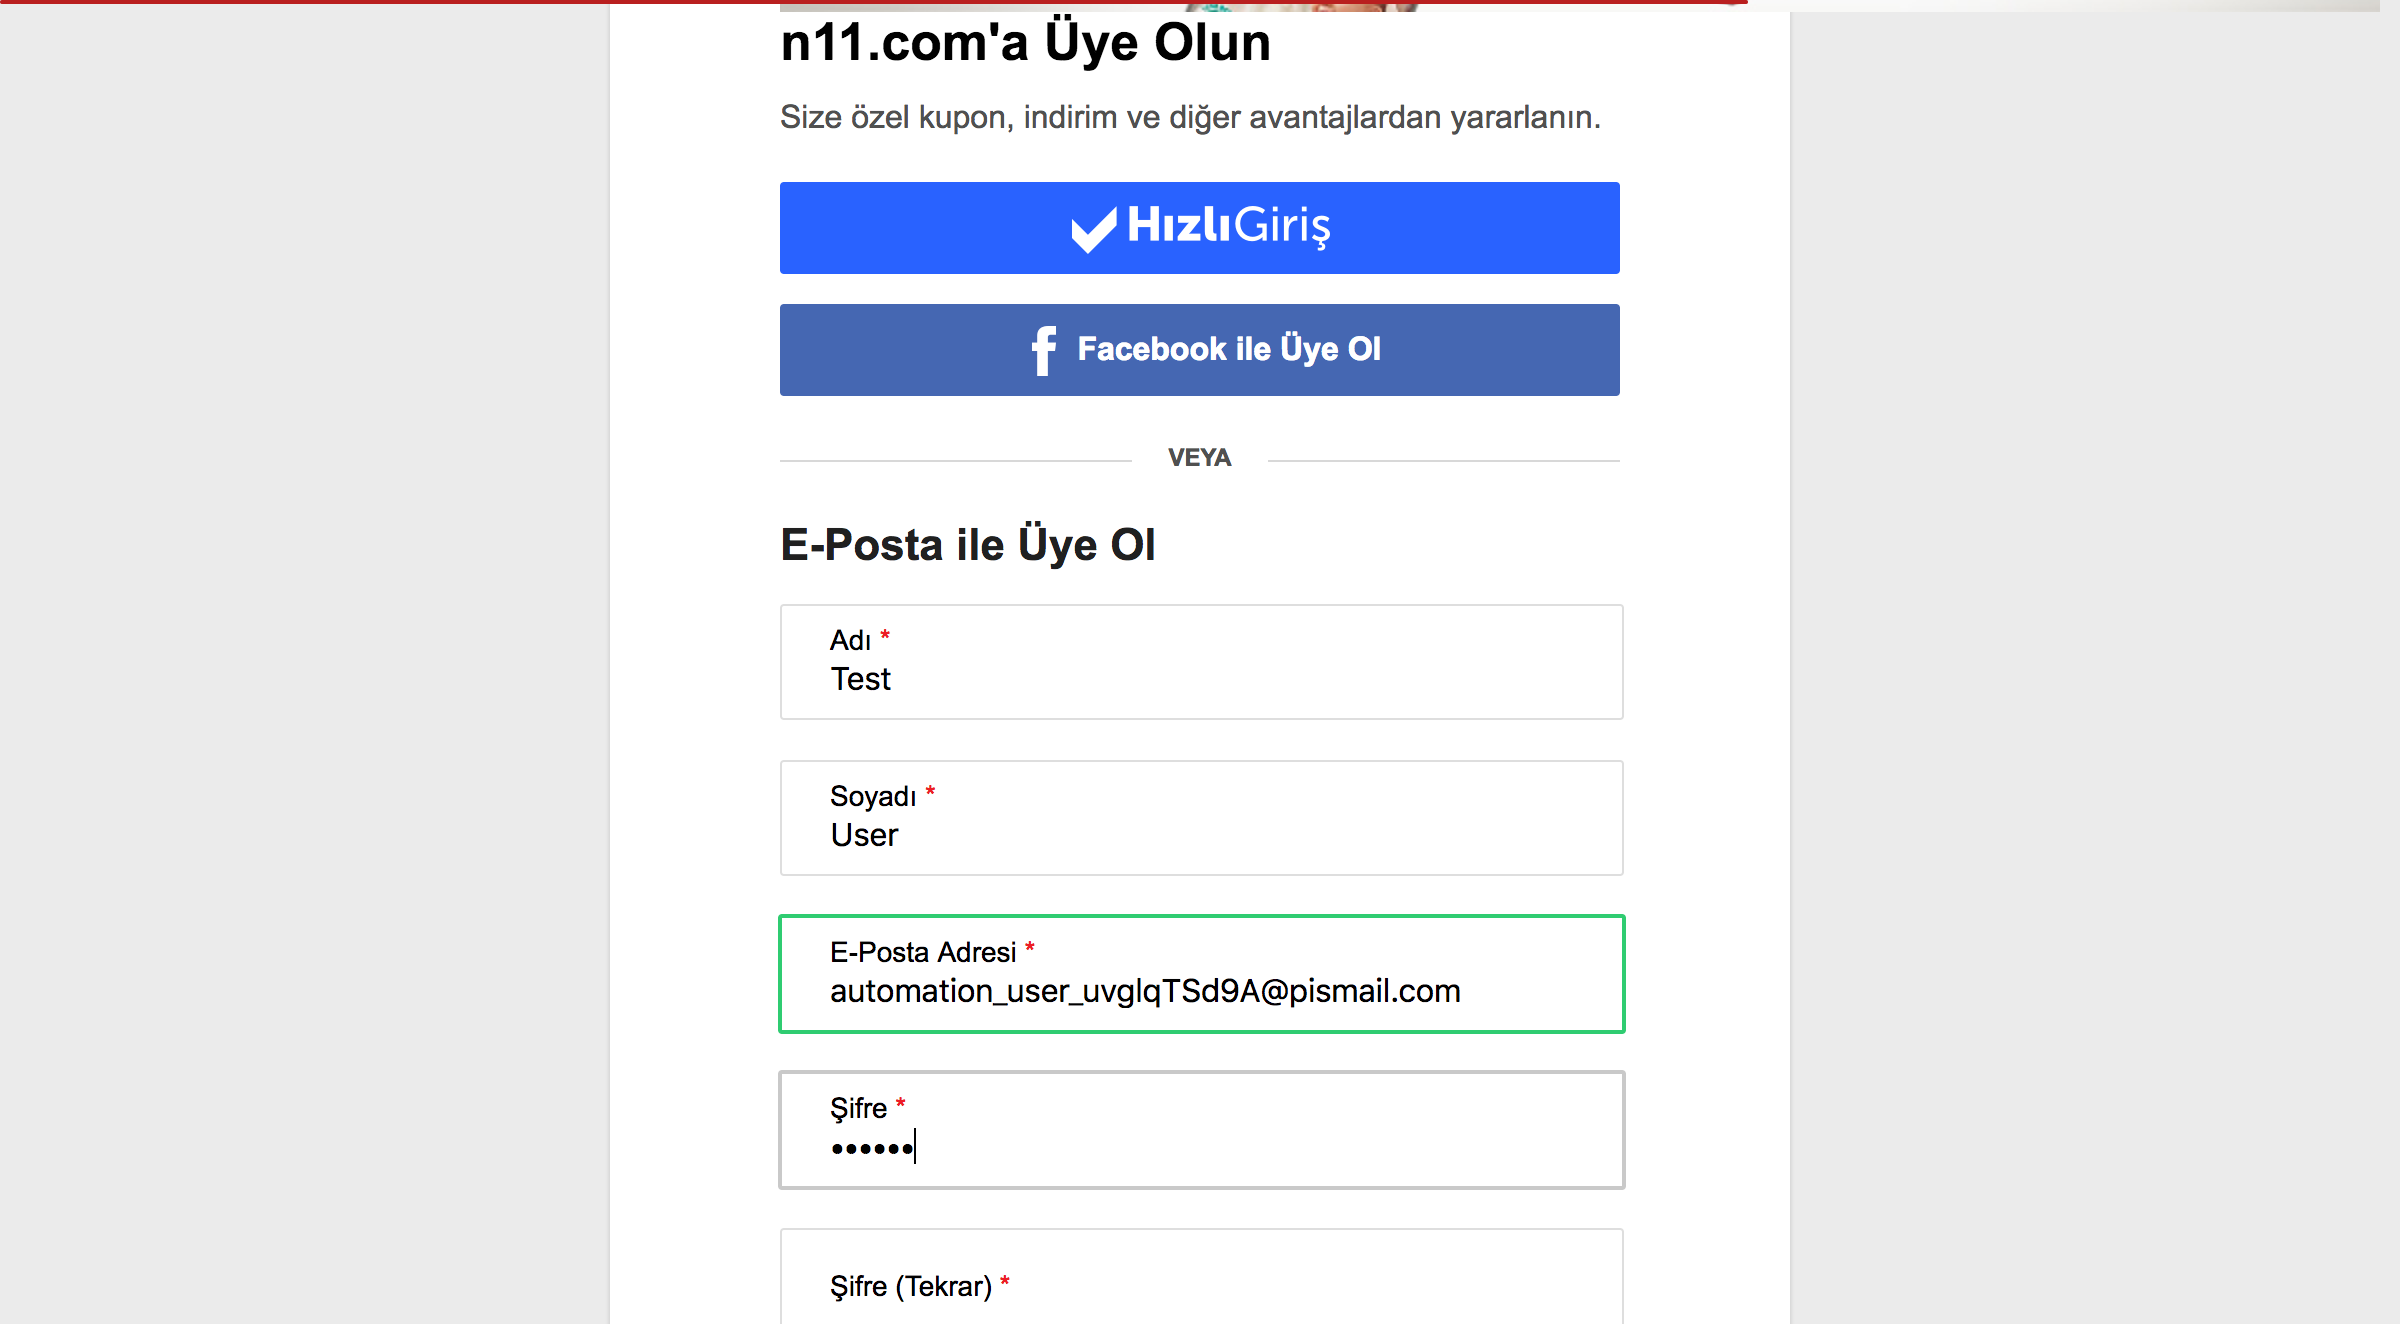 n11.com'a Üye Olun
Size özel kupon, indirim ve diğer avantajlardan yararlanın.
HızlıGiriş
Facebook ile Üye Ol
VEYA
E-Posta ile Üye Ol
Adı *
Test
Soyadı *
User
E-Posta Adresi *
automation_user_uvglqTSd9A@pismail.com
Şifre *
••••••
Şifre (Tekrar) *